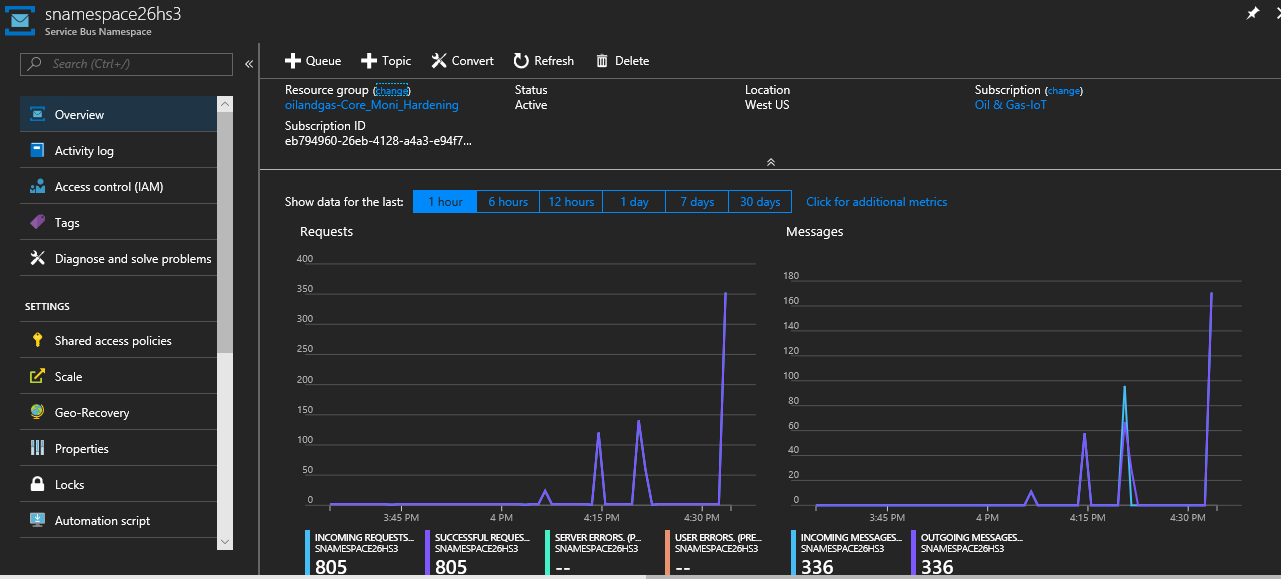 snamespace26hs3
Service Bus Namespace
Search (Ctrl+/)
«
Overview
Activity log
Access control (IAM)
Tags
Diagnose and solve problems
SETTINGS
Shared access policies
Scale
Geo-Recovery
Properties
Locks
Automation script
Queue Topic Convert Refresh Delete
Resource group (change)
oilandgas-Core_Moni_Hardening
Status
Active
Location
West US
Subscription (change)
Oil & Gas-IoT
Subscription ID
eb794960-26eb-4128-a4a3-e94f7...
Show data for the last: 1 hour 6 hours 12 hours 1 day 7 days 30 days Click for additional metrics
Requests
400
350
300
250
200
150
100
50
0
3:45 PM 4 PM 4:15 PM 4:30 PM
INCOMING REQUESTS...
SNAMESPACE26HS3
805
SUCCESSFUL REQUES...
SNAMESPACE26HS3
805
SERVER ERRORS. (P...
SNAMESPACE26HS3
--
USER ERRORS. (PRE...
SNAMESPACE26HS3
--
Messages
180
160
140
120
100
80
60
40
20
0
3:45 PM 4 PM 4:15 PM 4:30 PM
INCOMING MESSAGES...
SNAMESPACE26HS3
336
OUTGOING MESSAGES...
SNAMESPACE26HS3
336